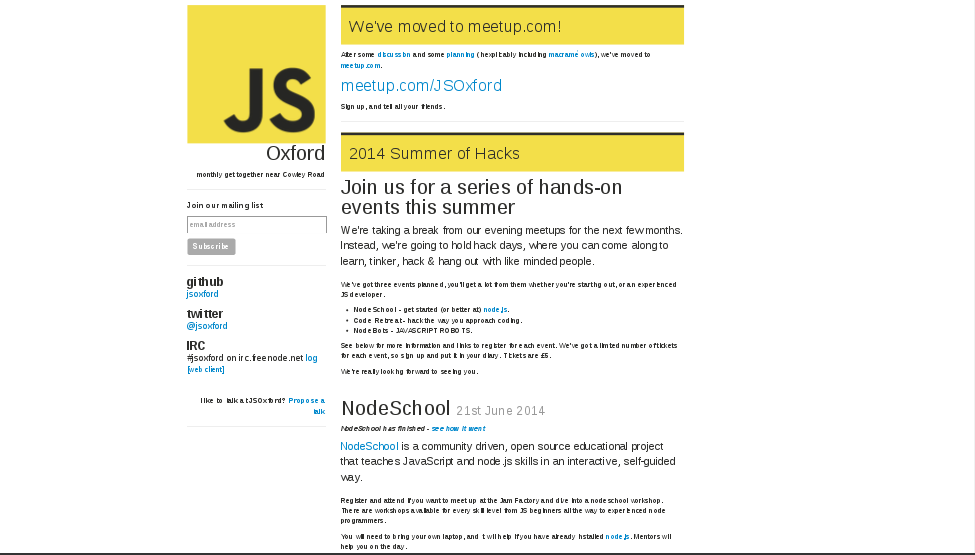 JS
Oxford
monthly get together near Cowley Road
Join our mailing list
email address
Subscribe
github
jsoxford
twitter
@jsoxford
IRC
#jsoxford on irc.freenode.net log
[web client]
like to talk at JSOxford? Propose a
talk
We've moved to meetup.com!
After some discussion and some planning (hexplibably including macramé owls), we've moved to
meetup.com.
meetup.com/JSOxford
Sign up, and tell all your friends.
2014 Summer of Hacks
Join us for a series of hands-on
events this summer
We're taking a break from our evening meetups for the next few months.
Instead, we're going to hold hack days, where you can come along to
learn, tinker, hack & hang out with like minded people.
We've got three events planned, you'll get a lot from them whether you're starting out, or an experienced
JS developer.
• NodeSchool - get started (or better at) node.js.
• Code Retreat - hack the way you approach coding.
• NodeBots - JAVASCRIPT ROBOTS.
See below for more information and links to register for each event. We've got a limited number of tickets
for each event, so sign up and put it in your diary. Tickets are £5.
We're really looking forward to seeing you.
NodeSchool 21st June 2014
NodeSchool has finished - see how it went
NodeSchool is a community driven, open source educational project
that teaches JavaScript and node.js skills in an interactive, self-guided
way.
Register and attend if you want to meet up at the Jam Factory and dive into a nodeschool workshop.
There are workshops available for every skill level from JS beginners all the way to experienced node
programmers.
You will need to bring your own laptop, and it will help if you have already installed node.js. Mentors will
help you on the day.